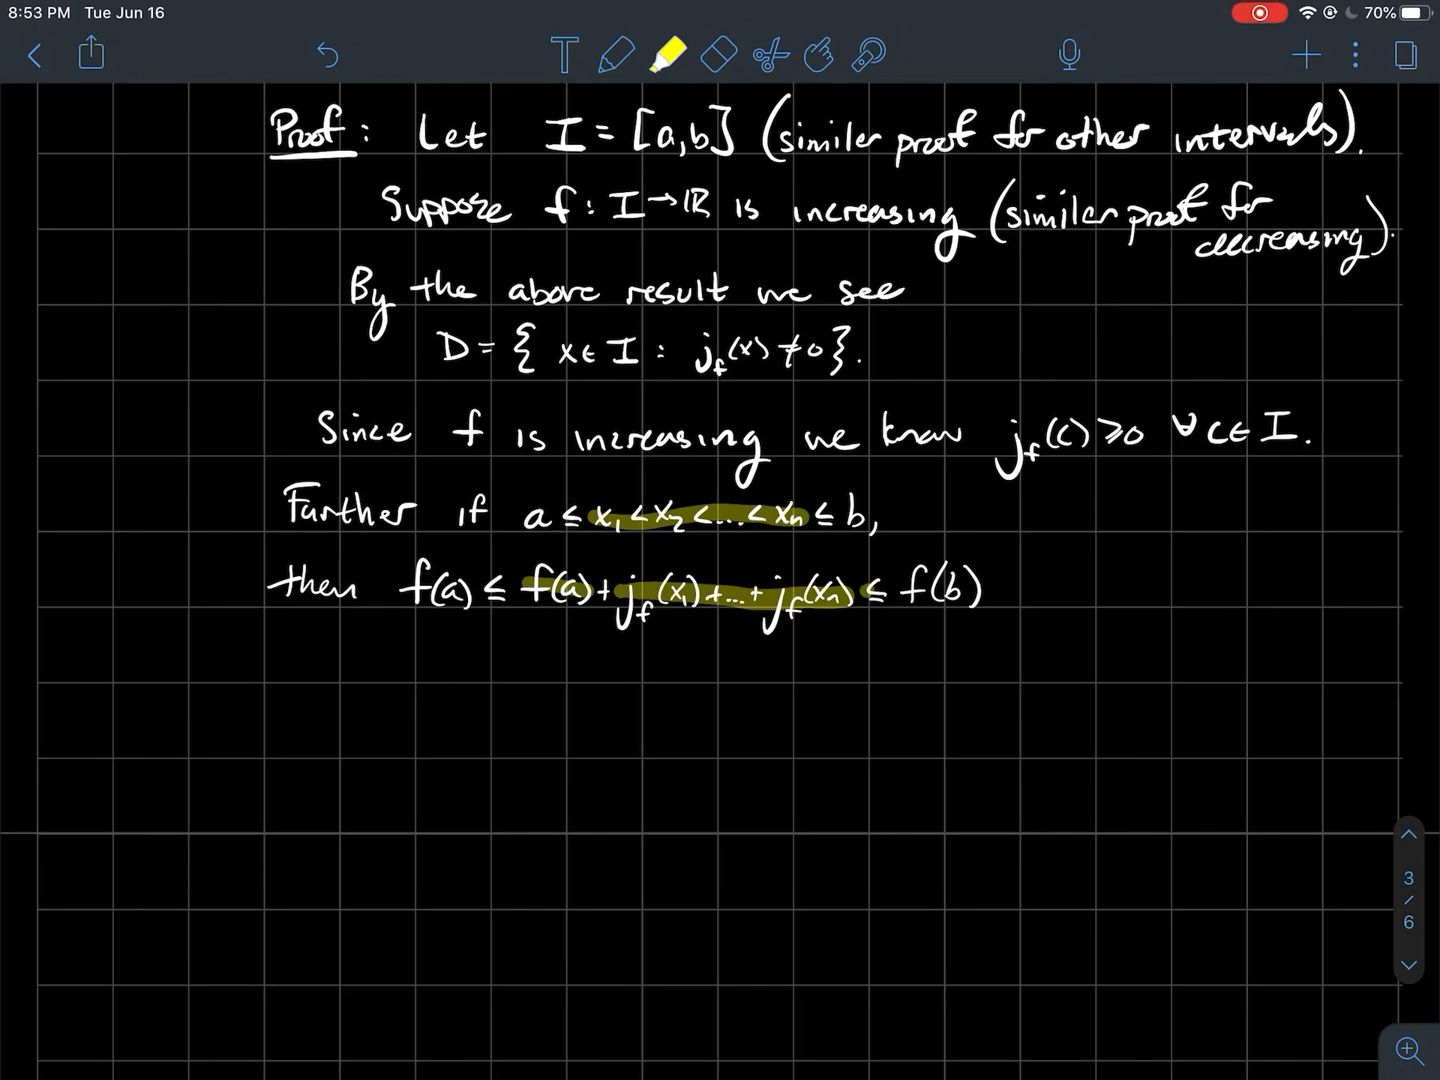 8:53 PM Tue Jun 16 70%
Proof: Let I = [a,b] (similar proof for other intervals).
Suppose f: I→ℝ is increasing (similar proof for decreasing).
By the above result we see
D = { x ∈ I : j_f(x) ≠ 0 }.
Since f is increasing we know j_f(c) ≥ 0 ∀ c ∈ I.
Further if a ≤ x₁ < x₂ < ... < xₙ ≤ b,
then f(a) ≤ f(a) + j_f(x₁) + ... + j_f(xₙ) ≤ f(b)
3
/
6